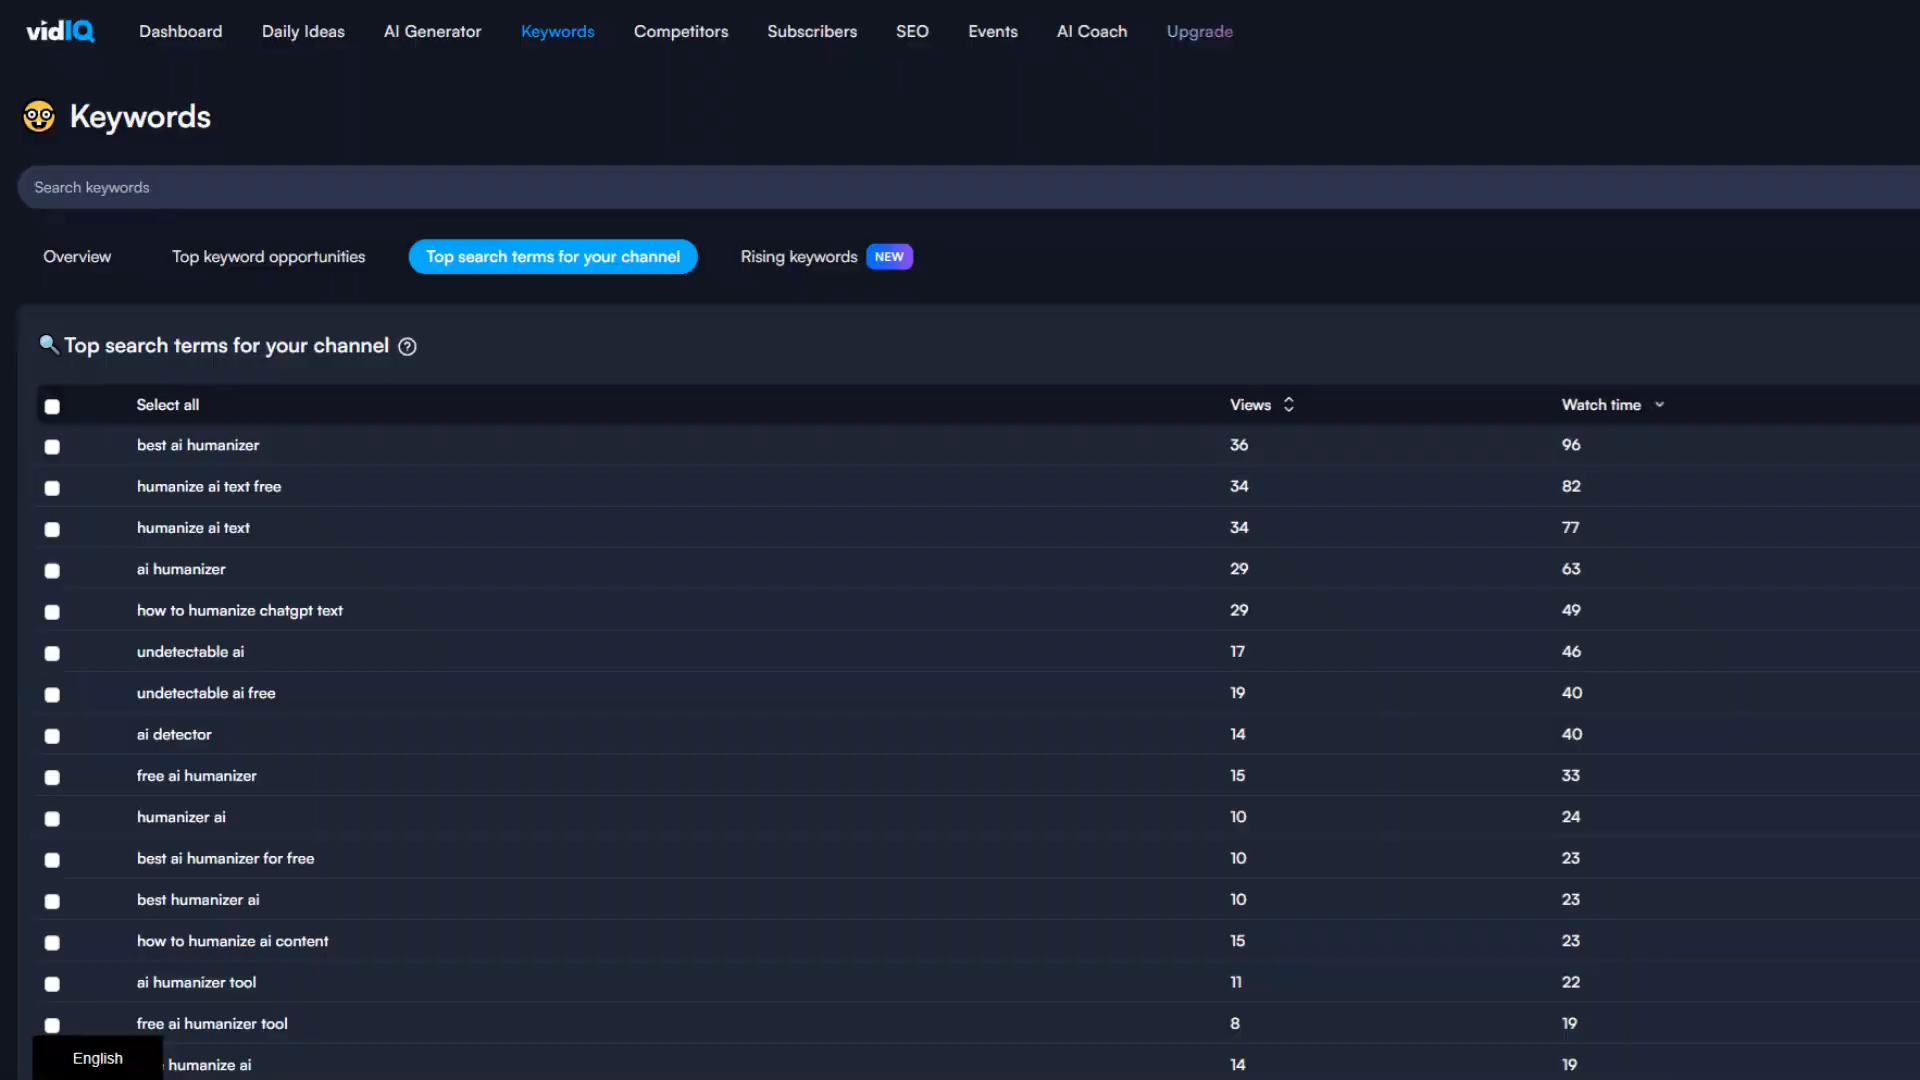 vidIQ Dashboard Daily Ideas AI Generator Keywords Competitors Subscribers SEO Events AI Coach Upgrade
Keywords
Search keywords
Overview Top keyword opportunities Top search terms for your channel Rising keywords NEW
Top search terms for your channel ?
Select all Views Watch time
best ai humanizer 36 96
humanize ai text free 34 82
humanize ai text 34 77
ai humanizer 29 63
how to humanize chatgpt text 29 49
undetectable ai 17 46
undetectable ai free 19 40
ai detector 14 40
free ai humanizer 15 33
humanizer ai 10 24
best ai humanizer for free 10 23
best humanizer ai 10 23
how to humanize ai content 15 23
ai humanizer tool 11 22
free ai humanizer tool 8 19
humanize ai 14 19
English